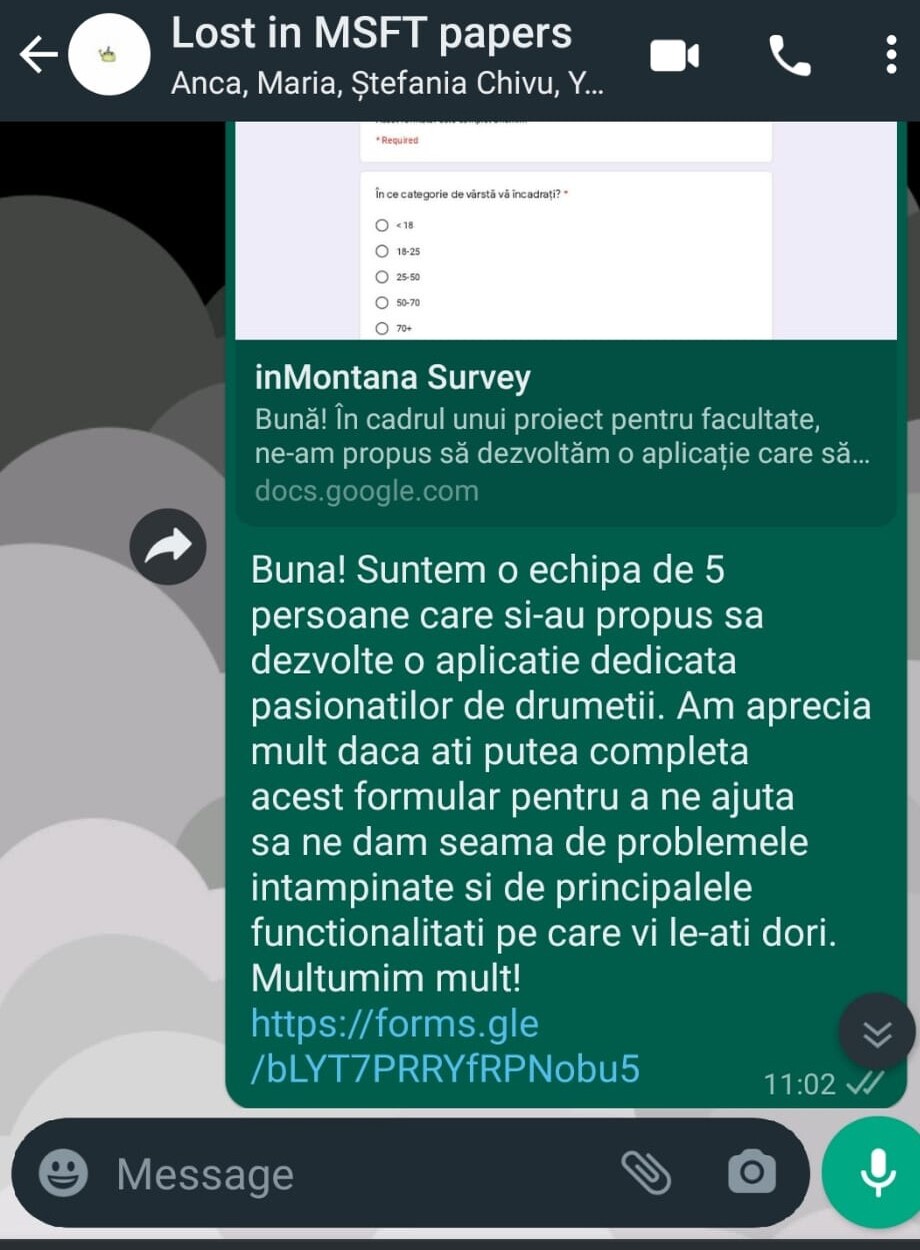 Lost in MSFT papers
Anca, Maria, Ștefania Chivu, Y...
* Required
În ce categorie de vârstă vă încadrați? *
< 18
18-25
25-50
50-70
70+
inMontana Survey
Bună! În cadrul unui proiect pentru facultate,
ne-am propus să dezvoltăm o aplicație care să...
docs.google.com
Buna! Suntem o echipa de 5
persoane care si-au propus sa
dezvolte o aplicatie dedicata
pasionatilor de drumetii. Am aprecia
mult daca ati putea completa
acest formular pentru a ne ajuta
sa ne dam seama de problemele
intampinate si de principalele
functionalitati pe care vi le-ati dori.
Multumim mult!
https://forms.gle
/bLYT7PRRYfRPNobu5
11:02
Message